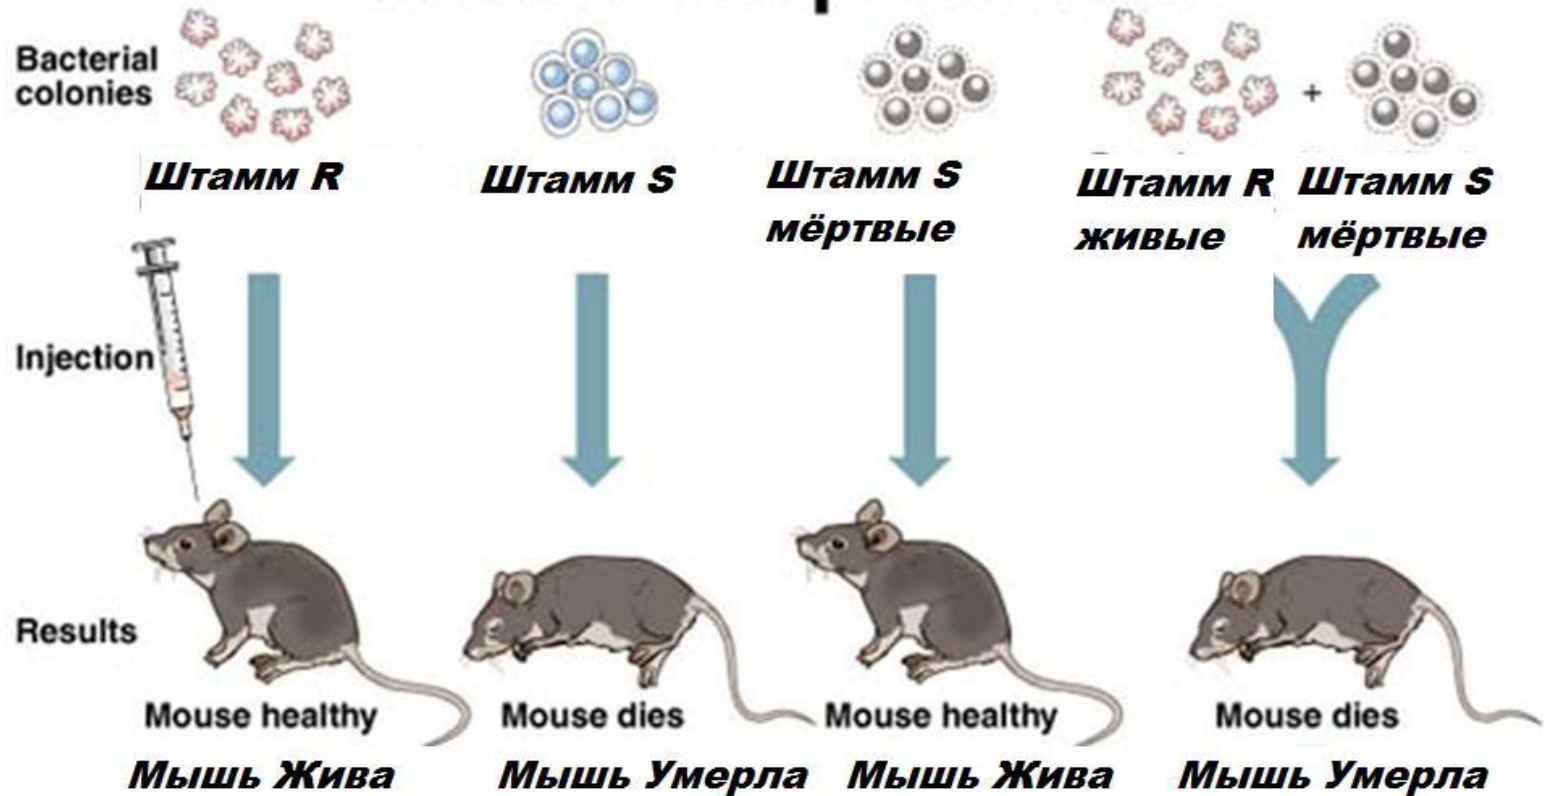 Bacterial
colonies
+
Штамм R
Штамм S
Штамм S
мёртвые
Штамм R
живые
Штамм S
мёртвые
Injection
Results
Mouse healthy
Mouse dies
Mouse healthy
Mouse dies
Мышь Жива
Мышь Умерла
Мышь Жива
Мышь Умерла